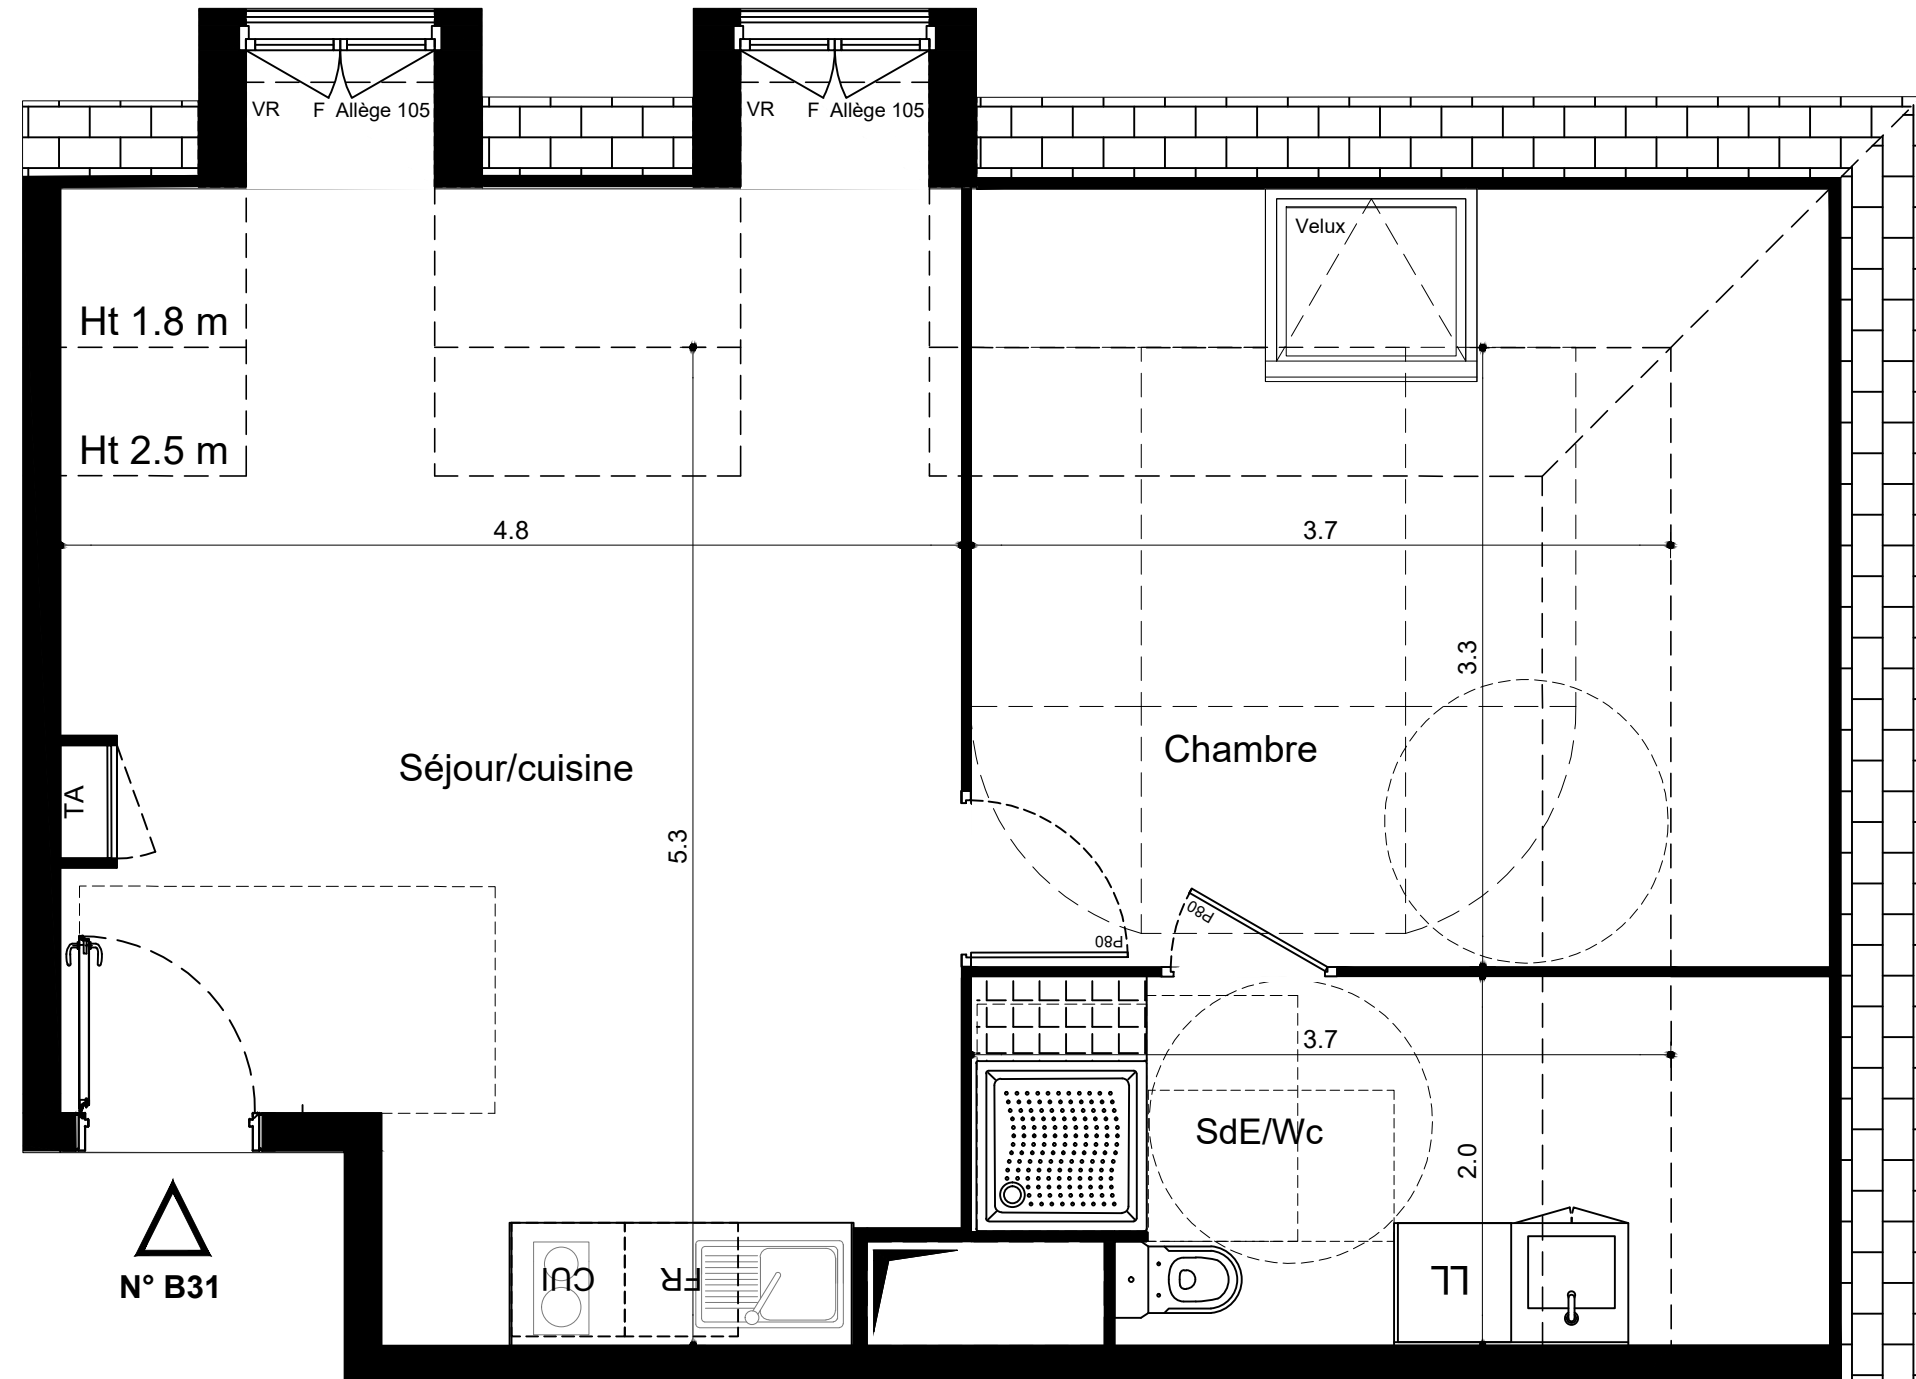 VR F Allège 105
VR F Allège 105
Velux
Ht 1.8 m
Ht 2.5 m
4.8
3.7
3.3
Séjour/cuisine
Chambre
TA
5.3
P80
P80
3.7
SdE/Wc
2.0
N° B31
CUI
FR
LL